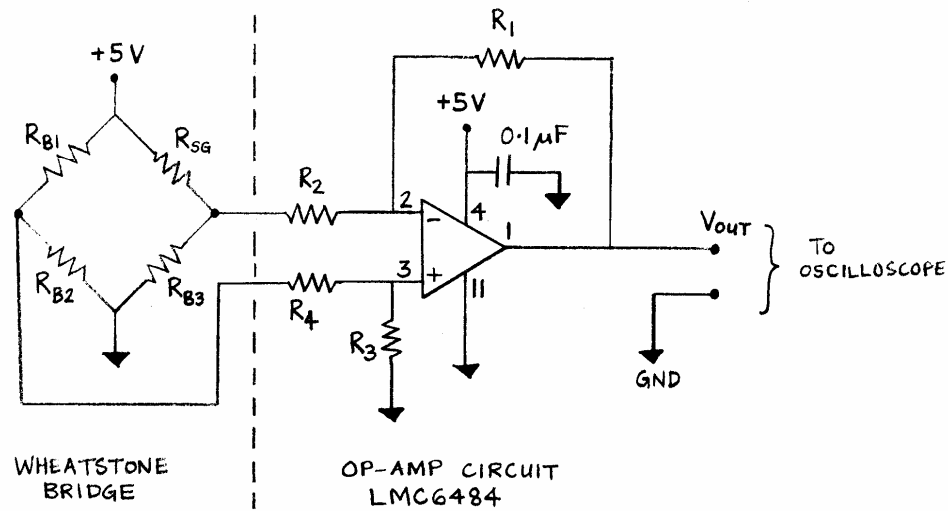 R1
+5V
+5V
0.1µF
RB1
RSG
R2
2
4
1
VOUT
-
TO
OSCILLOSCOPE
3
+
11
RB2
RB3
R4
R3
GND
WHEATSTONE
BRIDGE
OP-AMP CIRCUIT
LMC6484